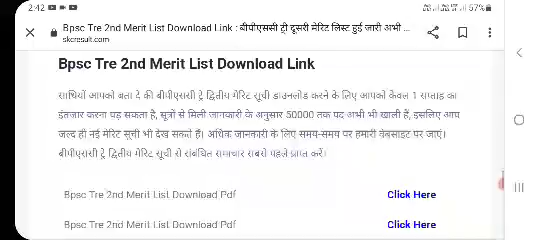 2:42
57%
Bpsc Tre 2nd Merit List Download Link : बीपीएससी ट्री दूसरी मेरिट लिस्ट हुई जारी अभी ...
skcresult.com
Bpsc Tre 2nd Merit List Download Link
साथियों आपको बता दे की बीपीएससी ट्रे द्वितीय मेरिट सूची डाउनलोड करने के लिए आपको केवल 1 सप्ताह का
इंतजार करना पड़ सकता है, सूत्रों से मिली जानकारी के अनुसार 50000 तक पद अभी भी खाली हैं, इसलिए आप
जल्द ही नई मेरिट सूची भी देख सकते हैं। अधिक जानकारी के लिए समय-समय पर हमारी वेबसाइट पर जाएं।
बीपीएससी ट्रे द्वितीय मेरिट सूची से संबंधित समाचार सबसे पहले प्राप्त करें।
Bpsc Tre 2nd Merit List Download Pdf Click Here
Bpsc Tre 2nd Merit List Download Pdf Click Here